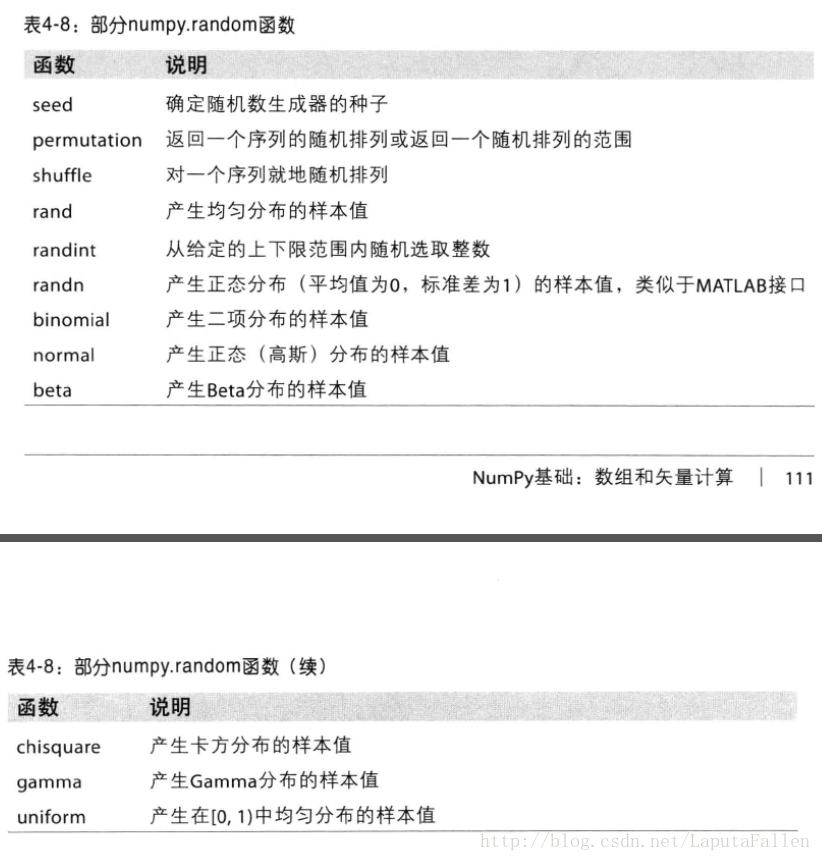 表4-8：部分numpy.random函数
函数 说明
seed 确定随机数生成器的种子
permutation 返回一个序列的随机排列或返回一个随机排列的范围
shuffle 对一个序列就地随机排列
rand 产生均匀分布的样本值
randint 从给定的上下限范围内随机选取整数
randn 产生正态分布（平均值为0，标准差为1）的样本值，类似于MATLAB接口
binomial 产生二项分布的样本值
normal 产生正态（高斯）分布的样本值
beta 产生Beta分布的样本值
NumPy基础：数组和矢量计算 | 111
表4-8：部分numpy.random函数（续）
函数 说明
chisquare 产生卡方分布的样本值
gamma 产生Gamma分布的样本值
uniform 产生在[0, 1)中均匀分布的样本值
http://blog.csdn.net/LaputaFallen